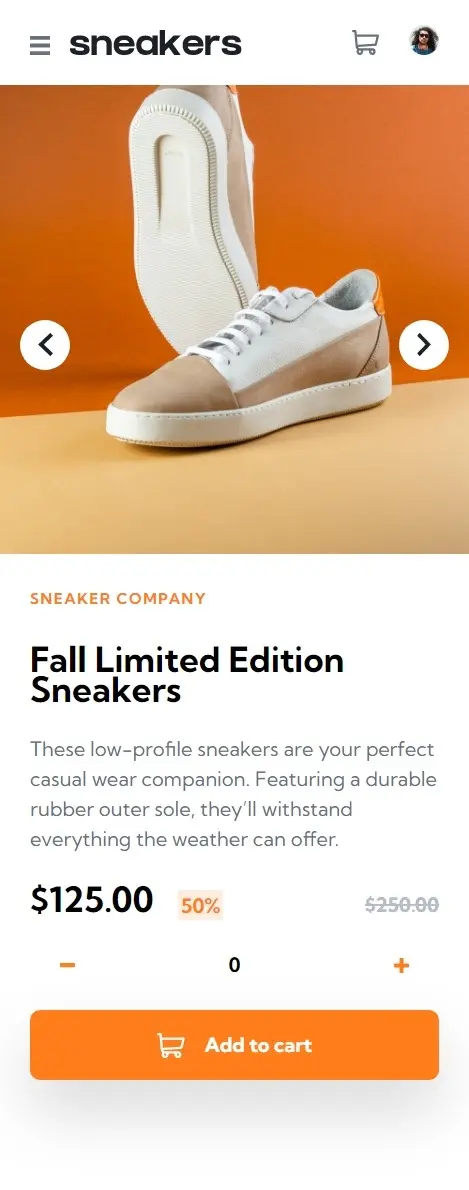 sneakers
SNEAKER COMPANY
Fall Limited Edition
Sneakers
These low-profile sneakers are your perfect
casual wear companion. Featuring a durable
rubber outer sole, they’ll withstand
everything the weather can offer.
$125.00 50% $250.00
0
Add to cart